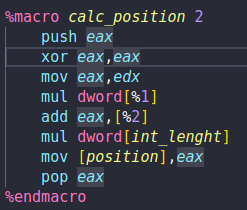 %macro calc_position 2
push eax
xor eax,eax
mov eax,edx
mul dword[%1]
add eax,[%2]
mul dword[int_lenght]
mov [position],eax
pop eax
%endmacro